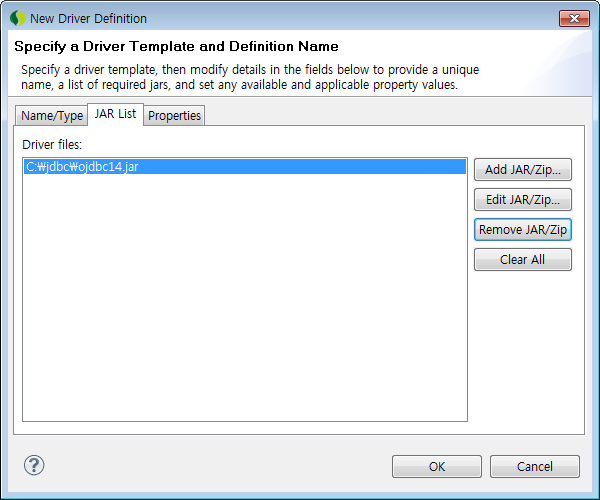 New Driver Definition
Specify a Driver Template and Definition Name
Specify a driver template, then modify details in the fields below to provide a unique
name, a list of required jars, and set any available and applicable property values.
Name/Type JAR List Properties
Driver files:
C:₩jdbc₩ojdbc14.jar
Add JAR/Zip...
Edit JAR/Zip...
Remove JAR/Zip
Clear All
?
OK Cancel